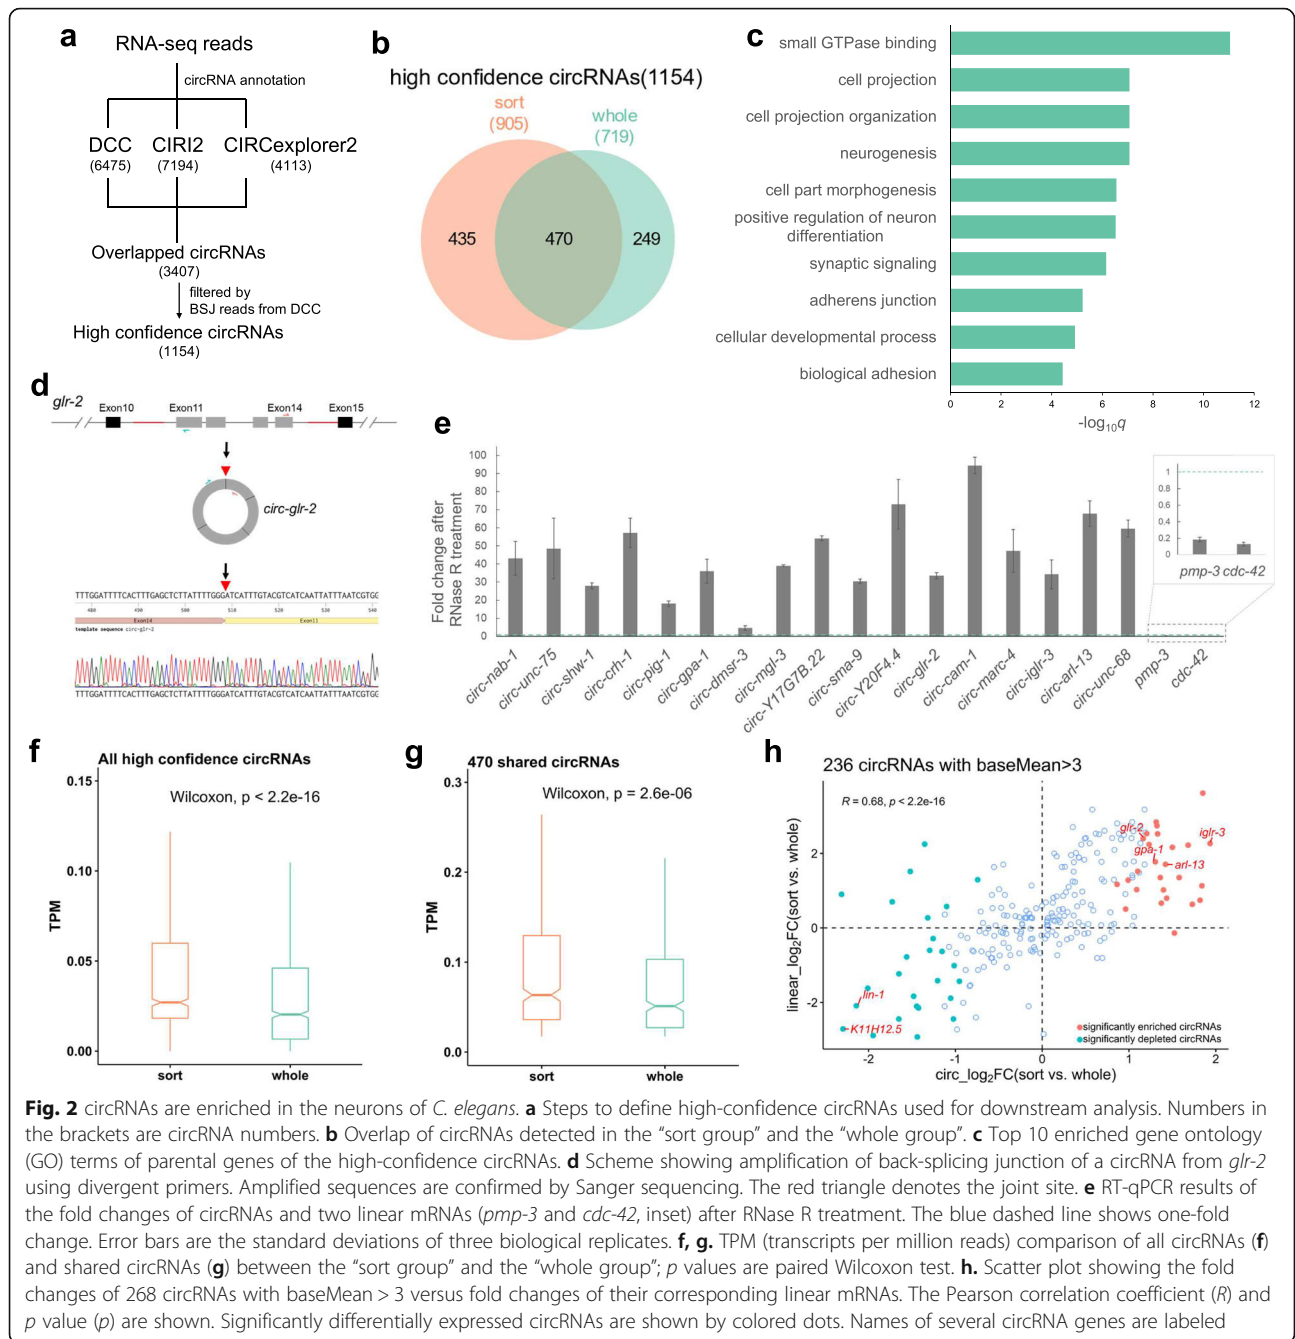 a
RNA-seq reads
circRNA annotation
DCC CIRI2 CIRCexplorer2
(6475) (7194) (4113)
Overlapped circRNAs
(3407)
filtered by
BSJ reads from DCC
High confidence circRNAs
(1154)
b
high confidence circRNAs(1154)
sort
(905)
whole
(719)
435 470 249
c
small GTPase binding
cell projection
cell projection organization
neurogenesis
cell part morphogenesis
positive regulation of neuron
differentiation
synaptic signaling
adherens junction
cellular developmental process
biological adhesion
0 2 4 6 8 10 12
-log10q
d
glr-2
Exon10 Exon11 Exon14 Exon15
circ-glr-2
TTTGGATTTTCACTTTGAGCTCTTATTTTGGGATCATTTGTACGTCATCAATTATTTAATCGTGG
480 490 500 510 520 530 540
Exon14 Exon11
template sequence circ-glr-2
TTTGGATTTTCACTTTGAGCTCTTATTTTGGGATCATTTGTACGTCATCAATTATTTAATCGTGG
e
Fold change after
RNase R treatment
100
90
80
70
60
50
40
30
20
10
0
circ-nab-1
circ-unc-75
circ-shw-1
circ-crh-1
circ-pig-1
circ-gpa-1
circ-dmsr-3
circ-mgl-3
circ-Y17G7B.22
circ-sma-9
circ-Y20F4.4
circ-glr-2
circ-cam-1
circ-marc-4
circ-iglr-3
circ-arl-13
circ-unc-68
pmp-3
cdc-42
1
0.8
0.6
0.4
0.2
0
pmp-3 cdc-42
f
All high confidence circRNAs
Wilcoxon, p < 2.2e-16
TPM
0.15
0.10
0.05
0.00
sort whole
g
470 shared circRNAs
Wilcoxon, p = 2.6e-06
TPM
0.3
0.2
0.1
0.0
sort whole
h
236 circRNAs with baseMean>3
R = 0.68, p < 2.2e-16
linear_log2FC(sort vs. whole)
2
0
-2
glr-2
iglr-3
gpa-1
arl-13
lin-1
K11H12.5
significantly enriched circRNAs
significantly depleted circRNAs
-2 -1 0 1 2
circ_log2FC(sort vs. whole)
Fig. 2 circRNAs are enriched in the neurons of C. elegans. a Steps to define high-confidence circRNAs used for downstream analysis. Numbers in
the brackets are circRNA numbers. b Overlap of circRNAs detected in the “sort group” and the “whole group”. c Top 10 enriched gene ontology
(GO) terms of parental genes of the high-confidence circRNAs. d Scheme showing amplification of back-splicing junction of a circRNA from glr-2
using divergent primers. Amplified sequences are confirmed by Sanger sequencing. The red triangle denotes the joint site. e RT-qPCR results of
the fold changes of circRNAs and two linear mRNAs (pmp-3 and cdc-42, inset) after RNase R treatment. The blue dashed line shows one-fold
change. Error bars are the standard deviations of three biological replicates. f, g. TPM (transcripts per million reads) comparison of all circRNAs (f)
and shared circRNAs (g) between the “sort group” and the “whole group”; p values are paired Wilcoxon test. h. Scatter plot showing the fold
changes of 268 circRNAs with baseMean > 3 versus fold changes of their corresponding linear mRNAs. The Pearson correlation coefficient (R) and
p value (p) are shown. Significantly differentially expressed circRNAs are shown by colored dots. Names of several circRNA genes are labeled